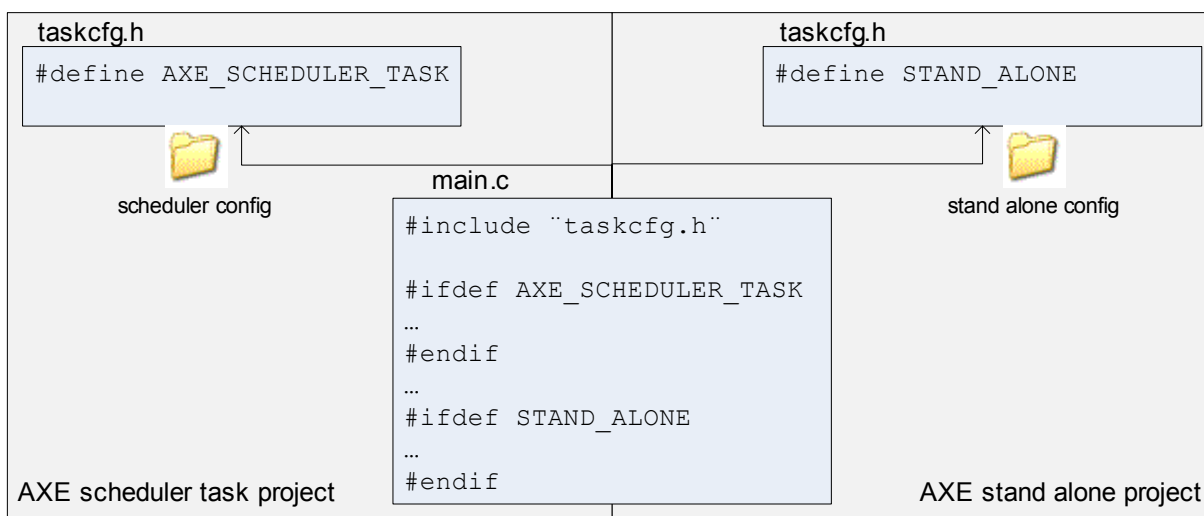 taskcfg.h
#define AXE_SCHEDULER_TASK
scheduler config
taskcfg.h
#define STAND_ALONE
stand alone config
main.c
#include ¨taskcfg.h¨
#ifdef AXE_SCHEDULER_TASK
…
#endif
…
#ifdef STAND_ALONE
…
#endif
AXE scheduler task project
AXE stand alone project